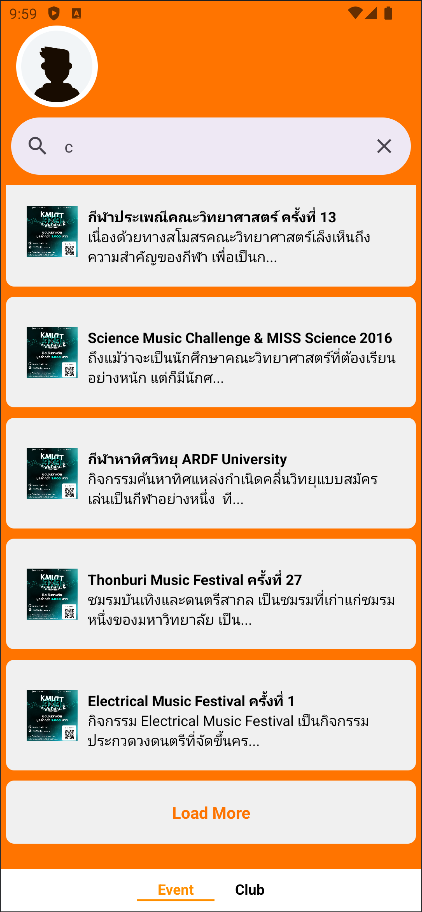 9:59
c
KMUTT
กีฬาประเพณีคณะวิทยาศาสตร์ ครั้งที่ 13
เนื่องด้วยทางสโมสรคณะวิทยาศาสตร์เล็งเห็นถึง
ความสำคัญของกีฬา เพื่อเป็นก...
KMUTT
Science Music Challenge & MISS Science 2016
ถึงแม้ว่าจะเป็นนักศึกษาคณะวิทยาศาสตร์ที่ต้องเรียน
อย่างหนัก แต่ก็มีนักศ...
KMUTT
กีฬาหาทิศวิทยุ ARDF University
กิจกรรมค้นหาทิศแหล่งกำเนิดคลื่นวิทยุแบบสมัคร
เล่นเป็นกีฬาอย่างหนึ่ง  ที...
KMUTT
Thonburi Music Festival ครั้งที่ 27
ชมรมบันเทิงและดนตรีสากล เป็นชมรมที่เก่าแก่ชมรม
หนึ่งของมหาวิทยาลัย เป็น...
KMUTT
Electrical Music Festival ครั้งที่ 1
กิจกรรม Electrical Music Festival เป็นกิจกรรม
ประกวดวงดนตรีที่จัดขึ้นคร...
Load More
Event Club